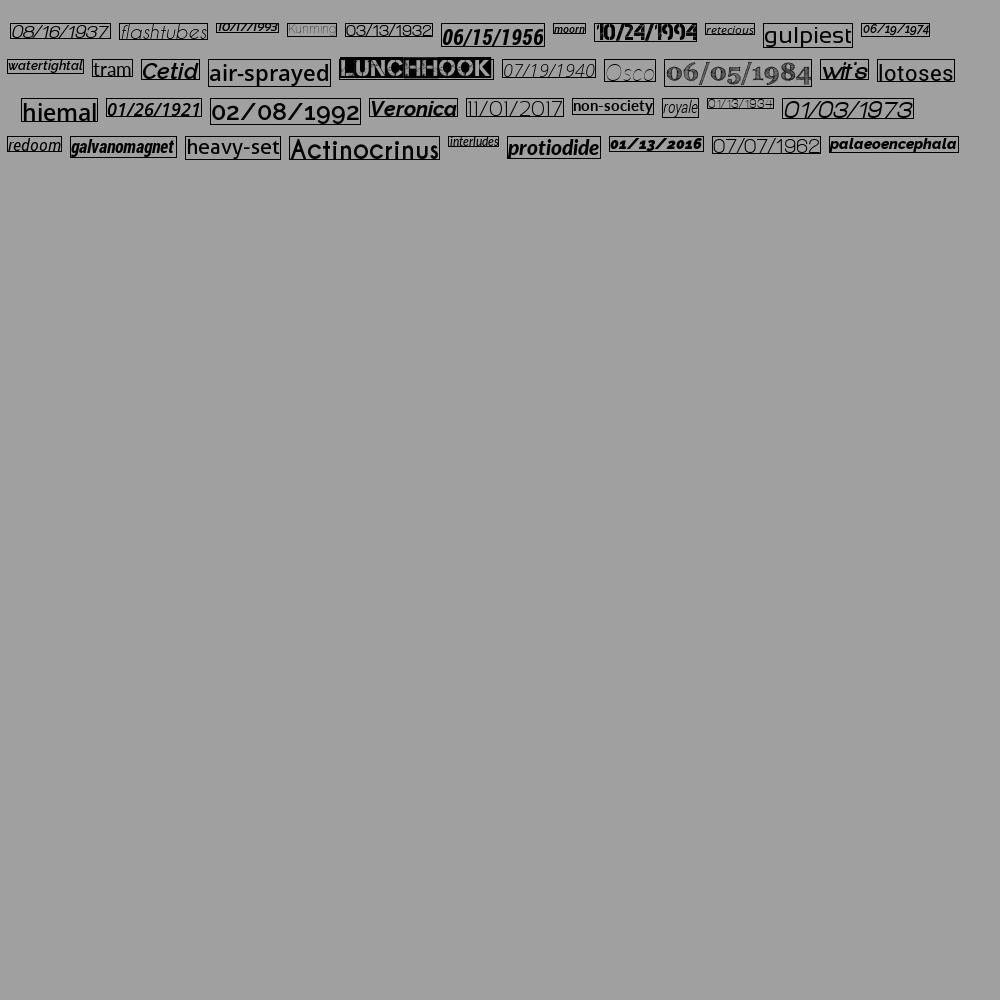 08/16/1937 flashtubes 10/17/1993 Kunming 03/13/1932 06/15/1956 moorn 10/24/1994 retecious gulpiest 06/19/1974
watertightal tram Cetid air-sprayed LUNCHHOOK 07/19/1940 Osco 06/05/1984 wit's lotoses
hiemal 01/26/1921 02/08/1992 Veronica 11/01/2017 non-society royale 01/13/1934 01/03/1973
redoom galvanomagnet heavy-set Actinocrinus interludes protiodide 01/13/2016 07/07/1962 palaeoencephala